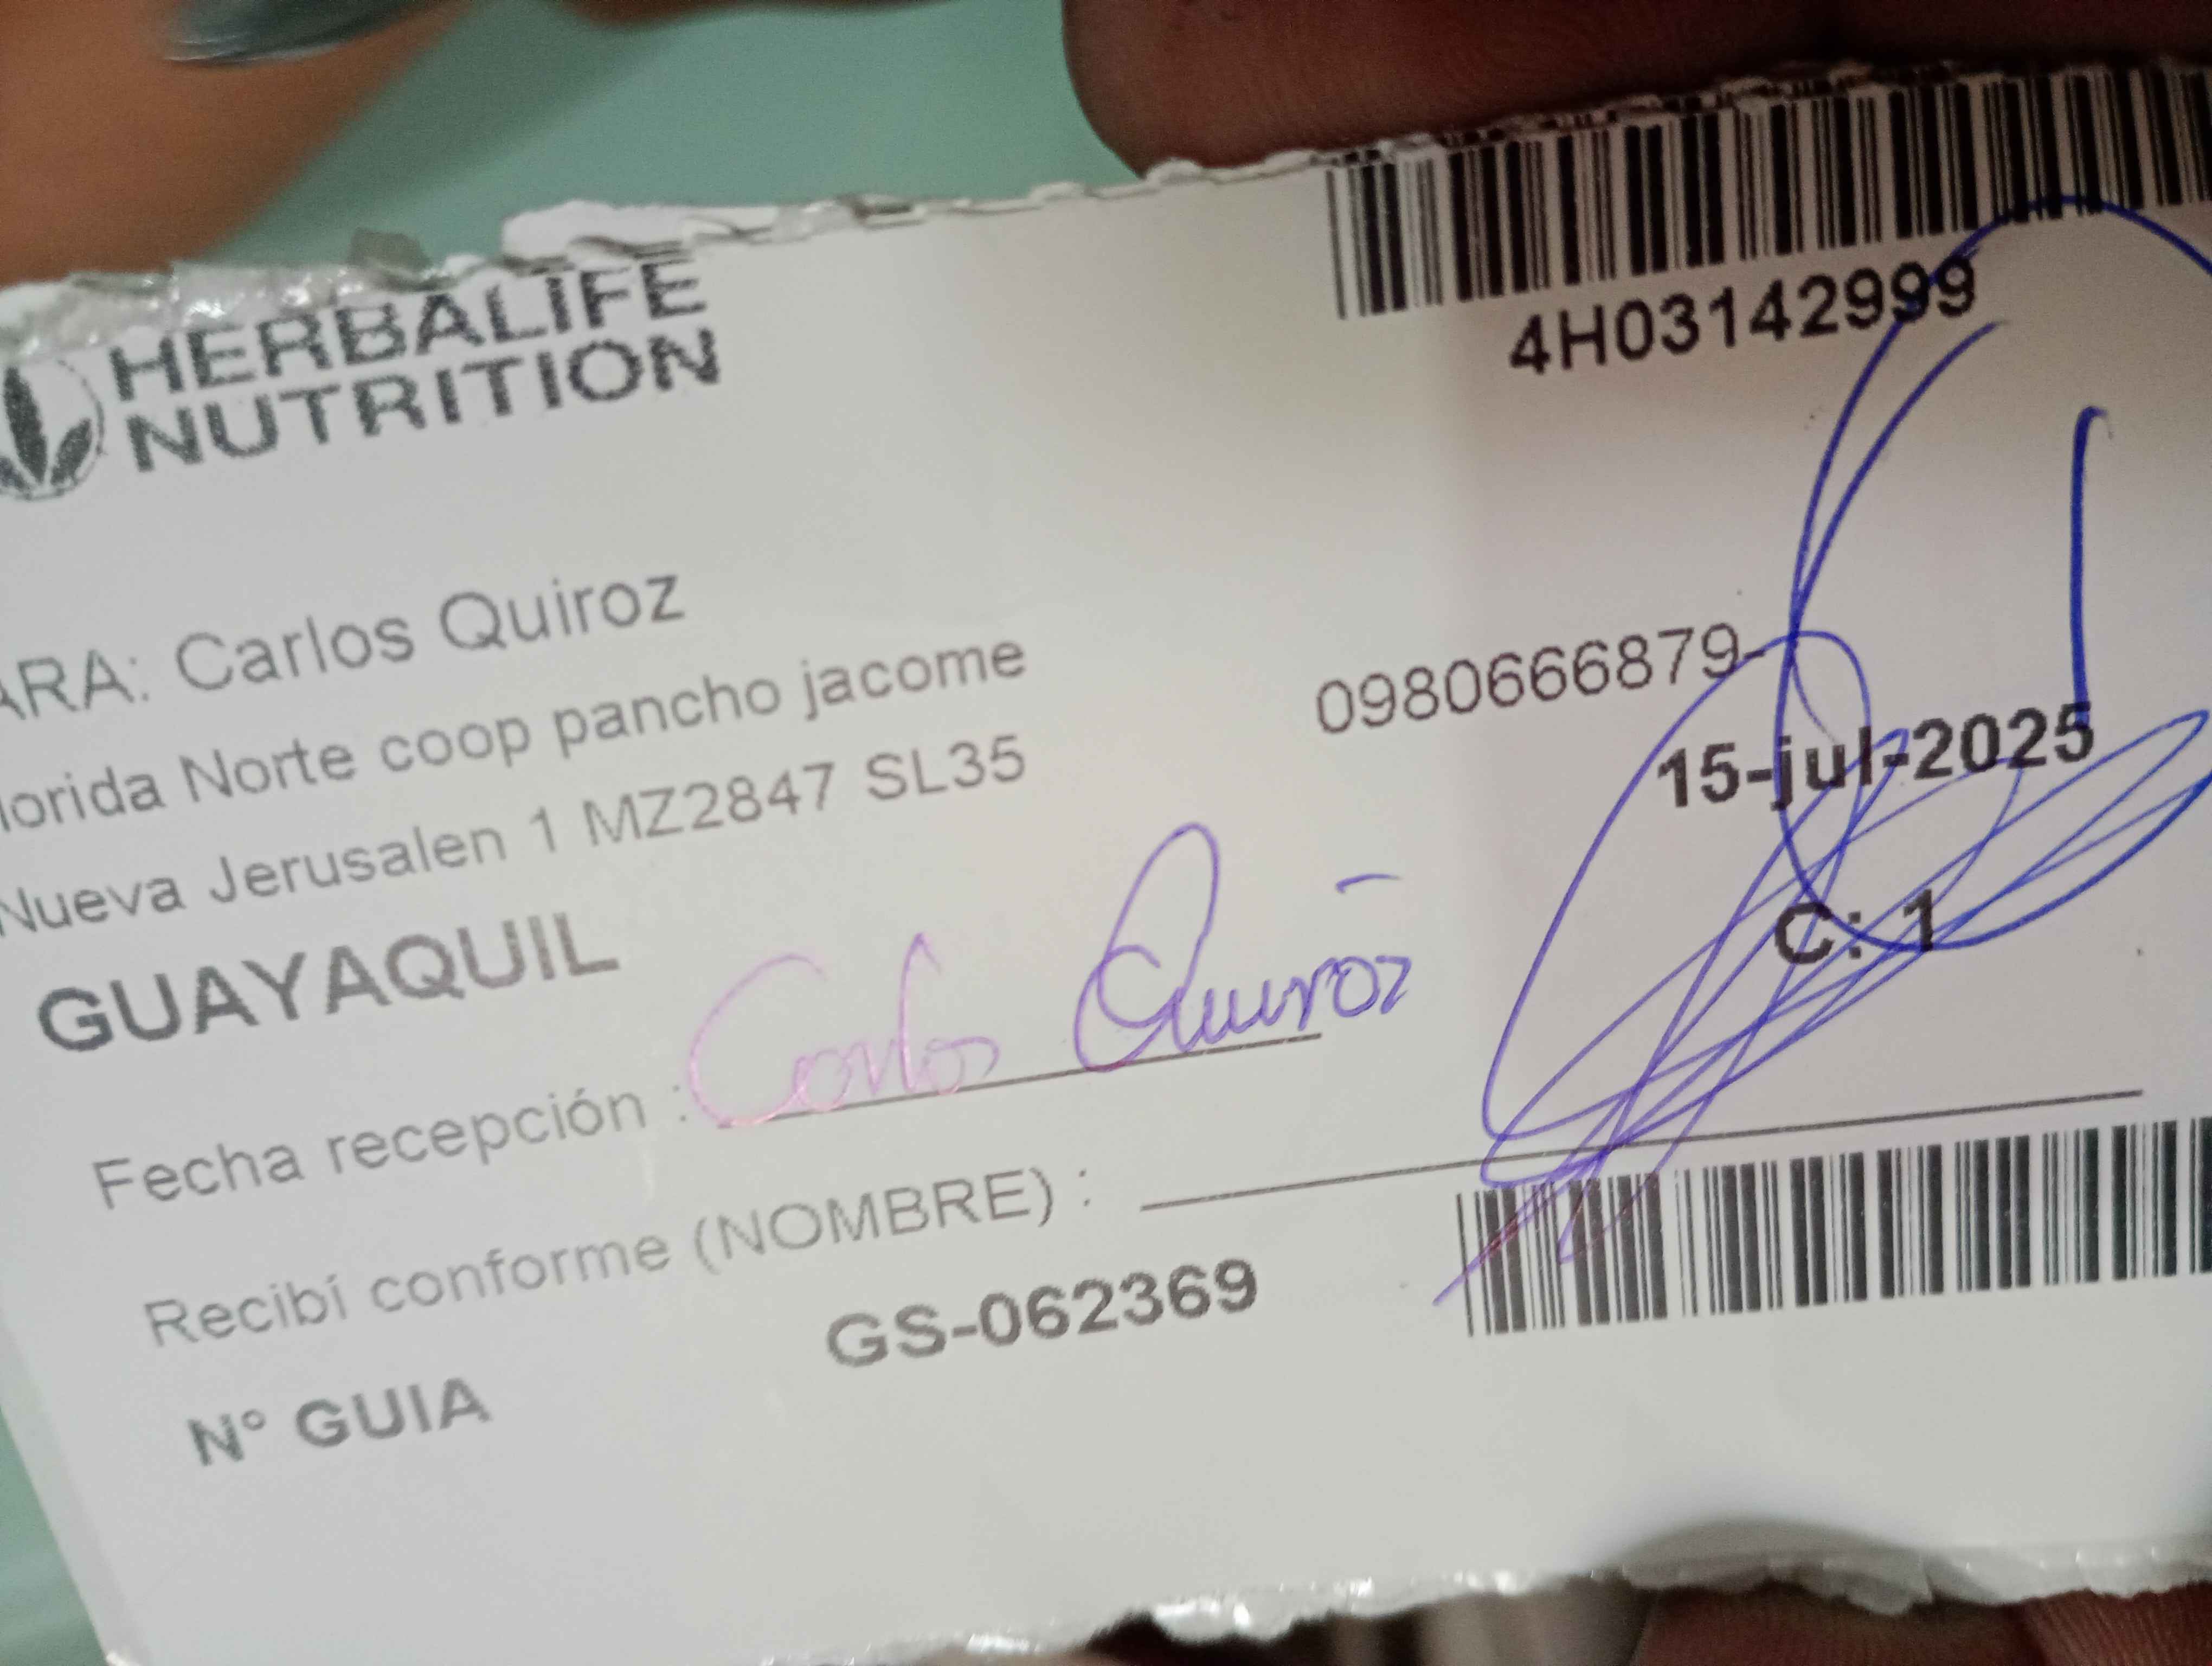 HERBALIFE
NUTRITION
4H03142999
ARA: Carlos Quiroz
lorida Norte coop pancho jacome
0980666879-
Nueva Jerusalen 1 MZ2847 SL35
15-jul-2025
GUAYAQUIL
C: 1
Fecha recepción : Carlos Quiroz
Recibí conforme (NOMBRE) :
N° GUIA GS-062369